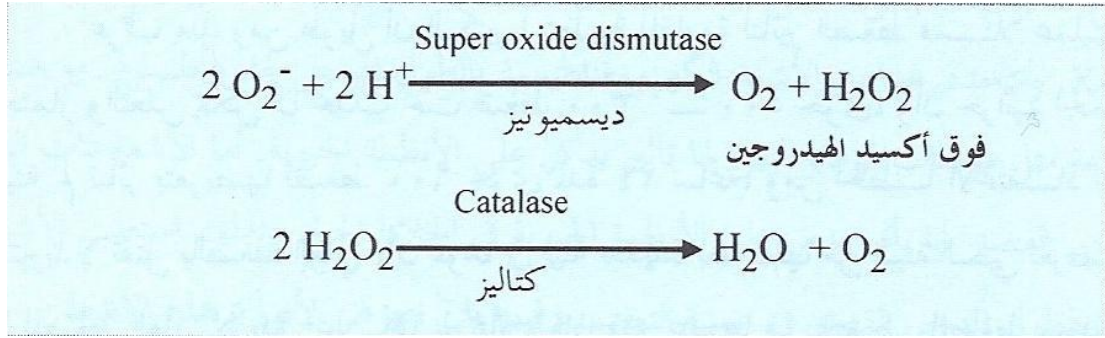 Super oxide dismutase
2 O₂⁻ + 2 H⁺ → O₂ + H₂O₂
ديسميوتيز
فوق أكسيد الهيدروجين
Catalase
2 H₂O₂ → H₂O + O₂
كتاليز